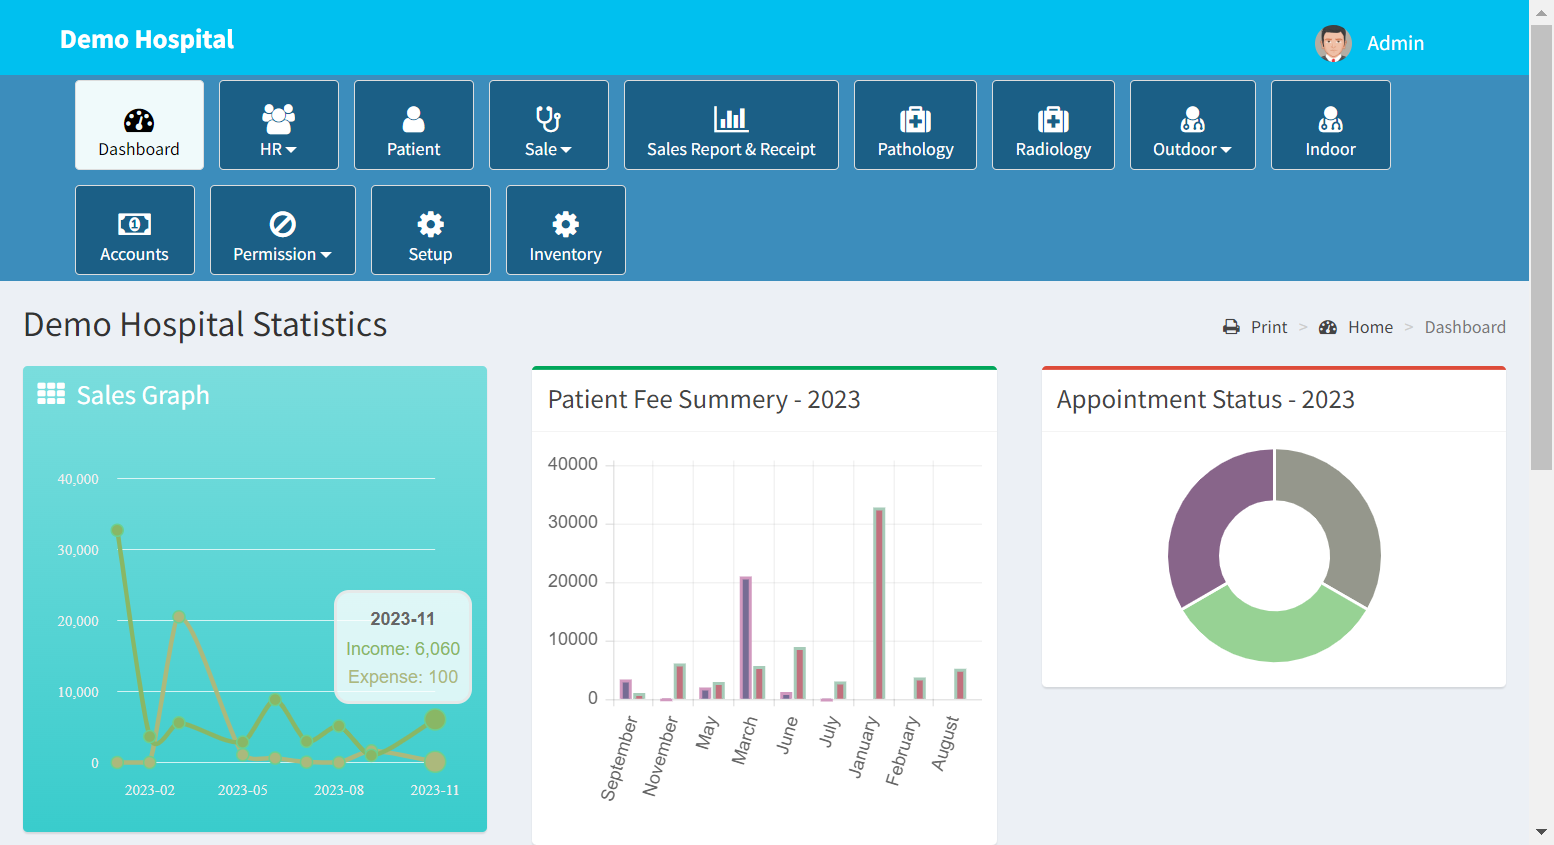 Demo Hospital
Admin
Dashboard
HR
Patient
Sale
Sales Report & Receipt
Pathology
Radiology
Outdoor
Indoor
Accounts
Permission
Setup
Inventory
Demo Hospital Statistics
Print > Home > Dashboard
Sales Graph
40,000
30,000
20,000
10,000
0
2023-02
2023-05
2023-08
2023-11
2023-11
Income: 6,060
Expense: 100
Patient Fee Summery - 2023
40000
30000
20000
10000
0
September
November
May
March
June
July
January
February
August
Appointment Status - 2023